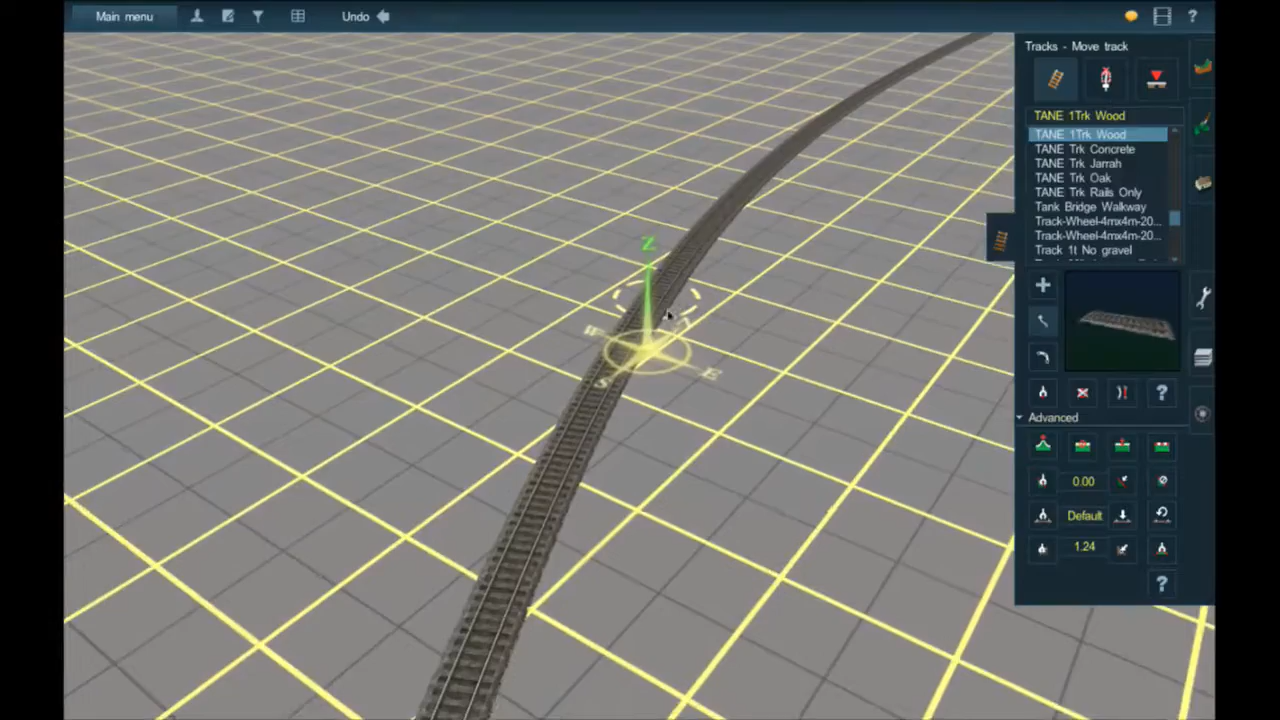 Main menu
Undo
?
Tracks - Move track
TANE 1Trk Wood
TANE 1Trk Wood
TANE Trk Concrete
TANE Trk Jarrah
TANE Trk Oak
TANE Trk Rails Only
Tank Bridge Walkway
Track-Wheel-4mx4m-20...
Track-Wheel-4mx4m-20...
Track 1t No gravel
Z
W
E
S
?
Advanced
0.00
Default
1.24
?